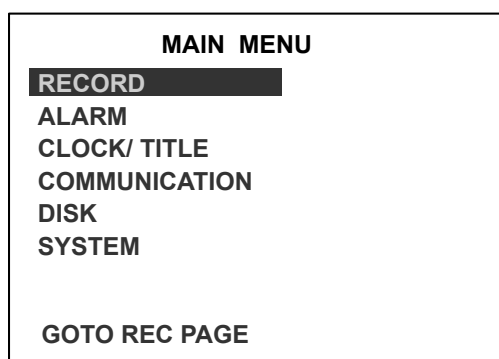 MAIN MENU
RECORD
ALARM
CLOCK/ TITLE
COMMUNICATION
DISK
SYSTEM
GOTO REC PAGE